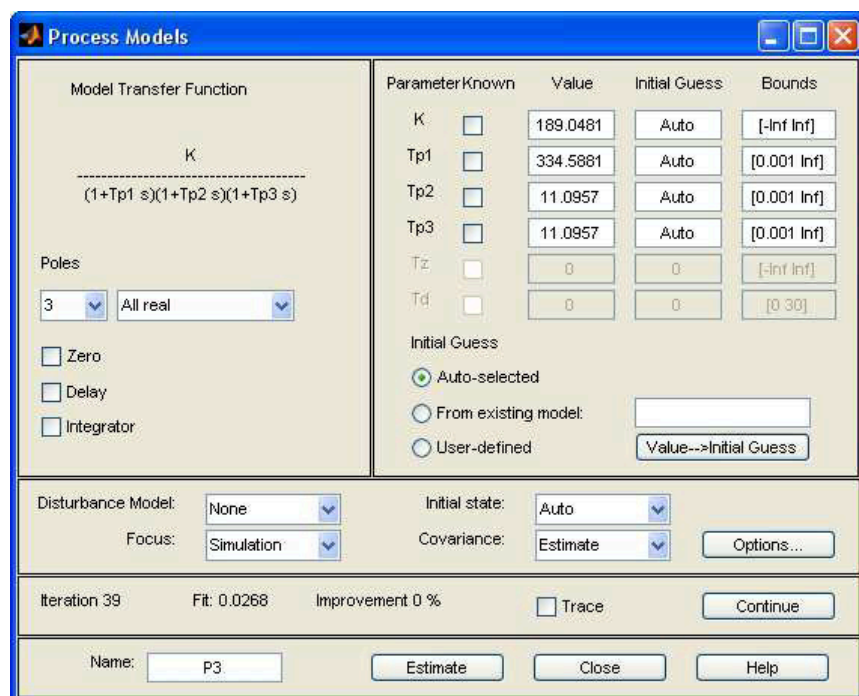 Process Models
Model Transfer Function
K
-----------------------------------
(1+Tp1 s)(1+Tp2 s)(1+Tp3 s)
Poles
3 All real
Zero
Delay
Integrator
Parameter Known Value Initial Guess Bounds
K 189.0481 Auto [-Inf Inf]
Tp1 334.5881 Auto [0.001 Inf]
Tp2 11.0957 Auto [0.001 Inf]
Tp3 11.0957 Auto [0.001 Inf]
Tz 0 0 [-Inf Inf]
Td 0 0 [0 30]
Initial Guess
Auto-selected
From existing model:
User-defined Value-->Initial Guess
Disturbance Model: None Initial state: Auto
Focus: Simulation Covariance: Estimate Options...
Iteration 39 Fit: 0.0268 Improvement 0 % Trace Continue
Name: P3 Estimate Close Help